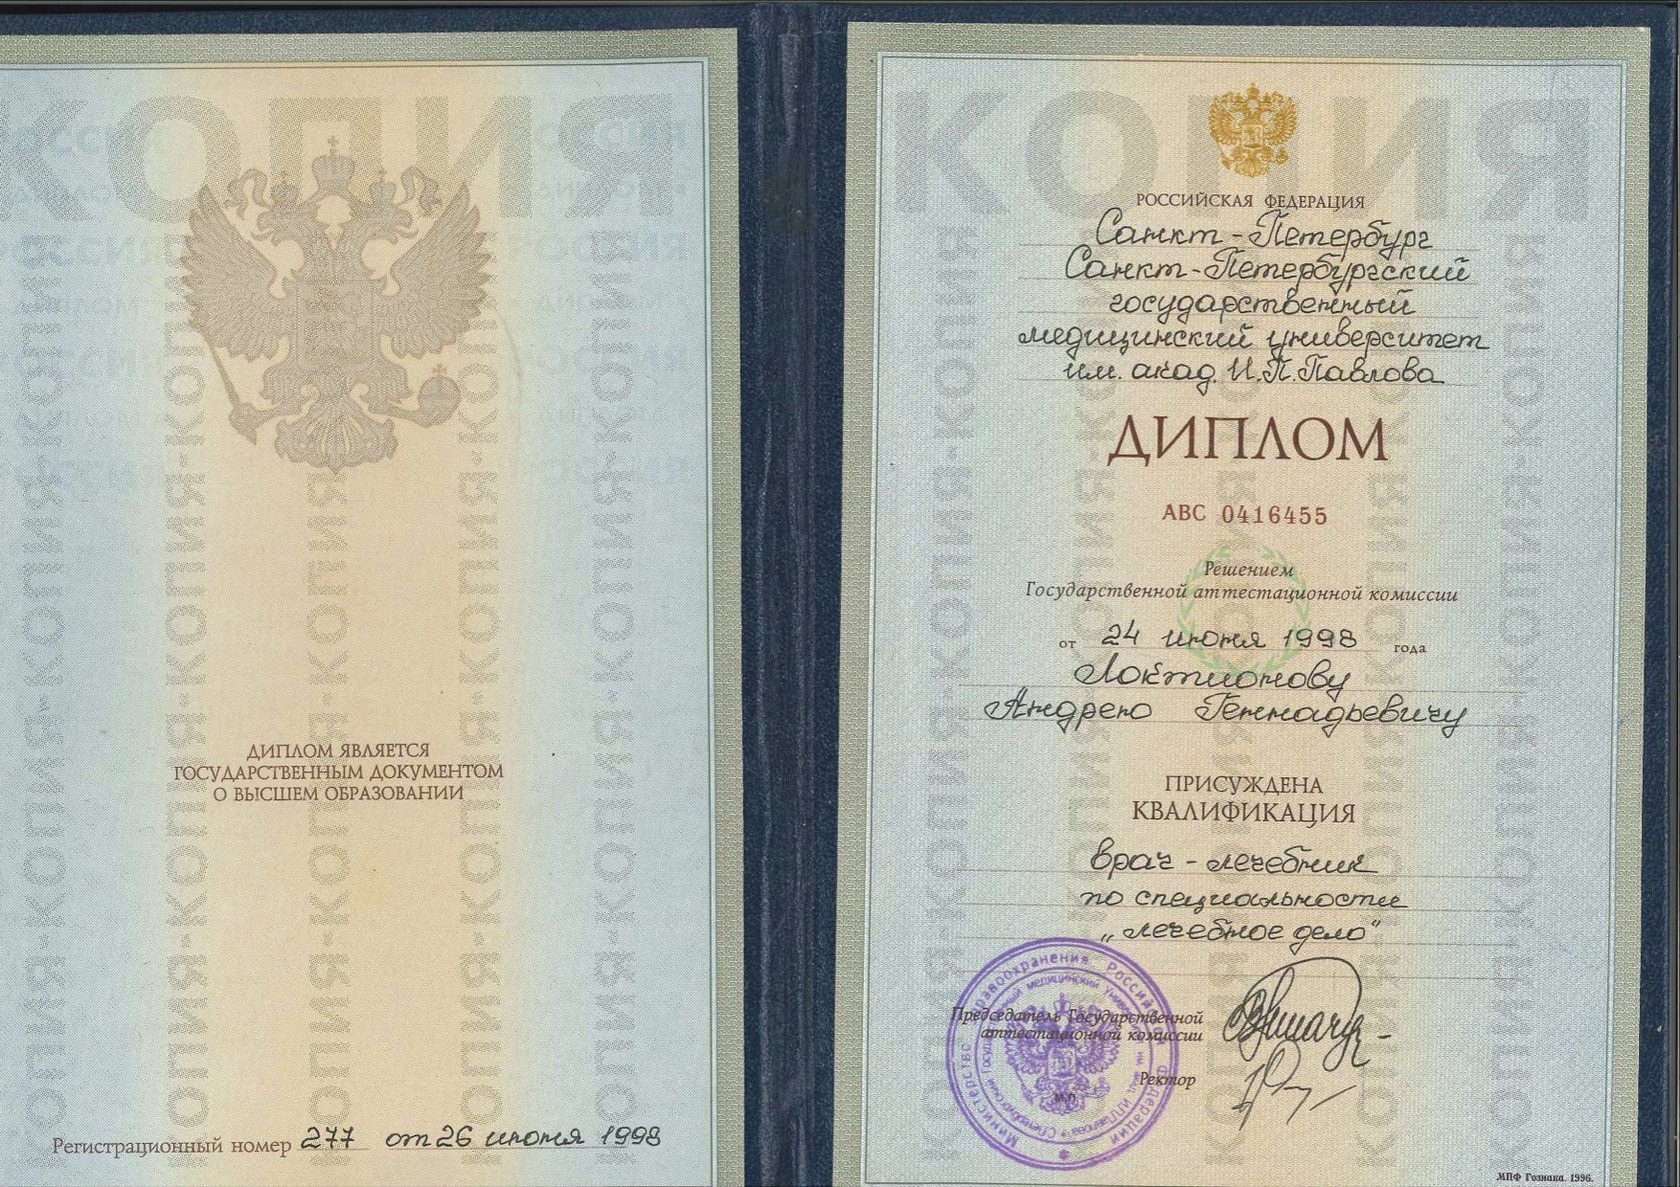 КОПИЯ
ДИПЛОМ ЯВЛЯЕТСЯ
ГОСУДАРСТВЕННЫМ ДОКУМЕНТОМ
О ВЫСШЕМ ОБРАЗОВАНИИ
Регистрационный номер 277 от 26 июня 1998
КОПИЯ
РОССИЙСКАЯ ФЕДЕРАЦИЯ
Санкт-Петербург
Санкт-Петербургский
государственный
медицинский университет
им. акад. И.П.Павлова
ДИПЛОМ
АВС 0416455
Решением
Государственной аттестационной комиссии
от 24 июня 1998 года
Локтионову
Андрею Геннадьевичу
ПРИСУЖДЕНА
КВАЛИФИКАЦИЯ
врач-лечебник
по специальности
„лечебное дело"
Председатель Государственной
аттестационной комиссии
Ректор
М.П.
МПФ Гознака. 1996.